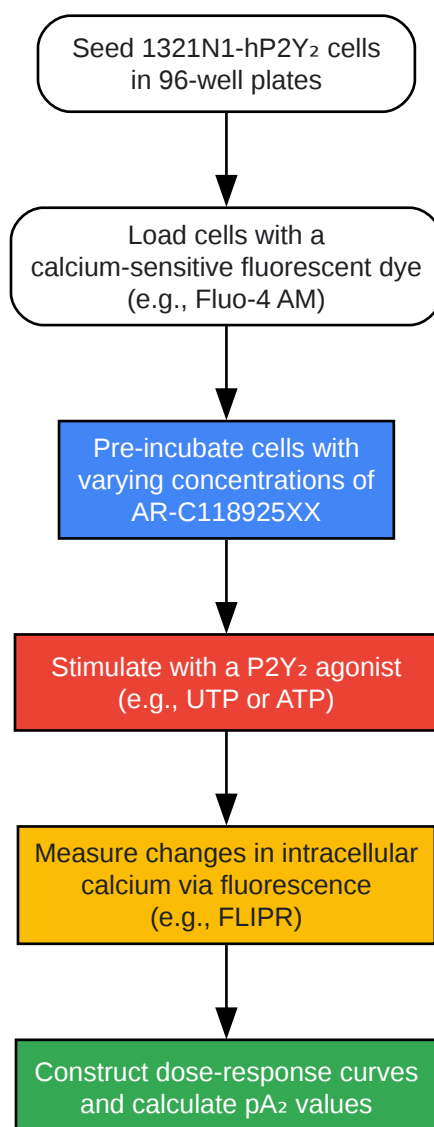 Seed 1321N1-hP2Y₂ cells
in 96-well plates
Load cells with a
calcium-sensitive fluorescent dye
(e.g., Fluo-4 AM)
Pre-incubate cells with
varying concentrations of
AR-C118925XX
Stimulate with a P2Y₂ agonist
(e.g., UTP or ATP)
Measure changes in intracellular
calcium via fluorescence
(e.g., FLIPR)
Construct dose-response curves
and calculate pA₂ values